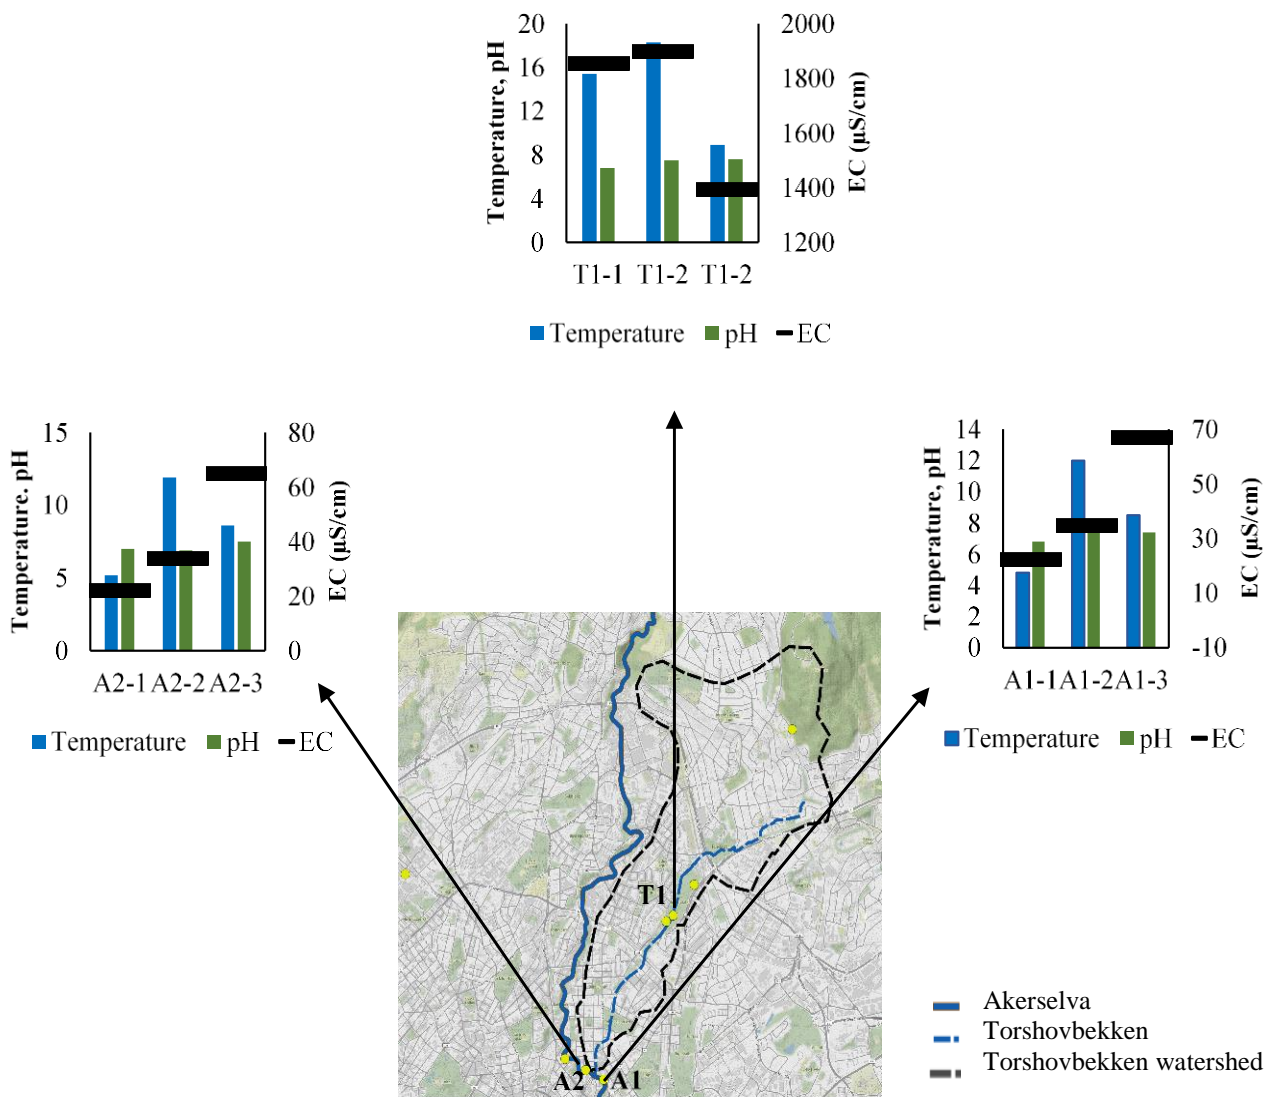 Temperature, pH
20
16
12
8
4
0
2000
1800
1600
1400
1200
EC (µS/cm)
T1-1 T1-2 T1-2
Temperature pH EC
Temperature. pH
15
10
5
0
80
60
40
20
0
EC (µS/cm)
A2-1 A2-2 A2-3
Temperature pH EC
Temperature, pH
14
12
10
8
6
4
2
0
70
50
30
10
-10
EC (µS/cm)
A1-1 A1-2 A1-3
Temperature pH EC
T1
A2 A1
Akerselva
Torshovbekken
Torshovbekken watershed